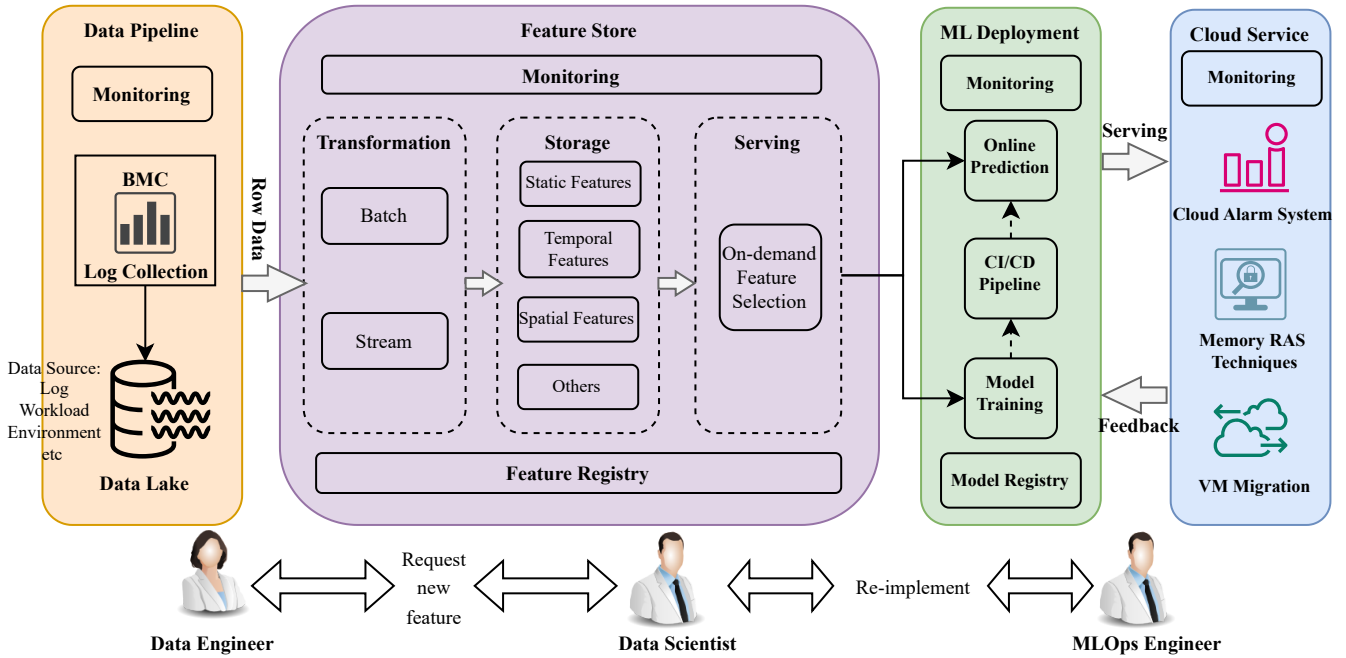 Data Pipeline
Monitoring
BMC
Log Collection
Data Source:
Log
Workload
Environment
etc
Data Lake
Row Data
Feature Store
Monitoring
Transformation
Batch
Stream
Storage
Static Features
Temporal
Features
Spatial Features
Others
Serving
On-demand
Feature
Selection
Feature Registry
ML Deployment
Monitoring
Online
Prediction
CI/CD
Pipeline
Model
Training
Model Registry
Serving
Feedback
Cloud Service
Monitoring
Cloud Alarm System
Memory RAS
Techniques
VM Migration
Data Engineer
Request
new
feature
Data Scientist
Re-implement
MLOps Engineer